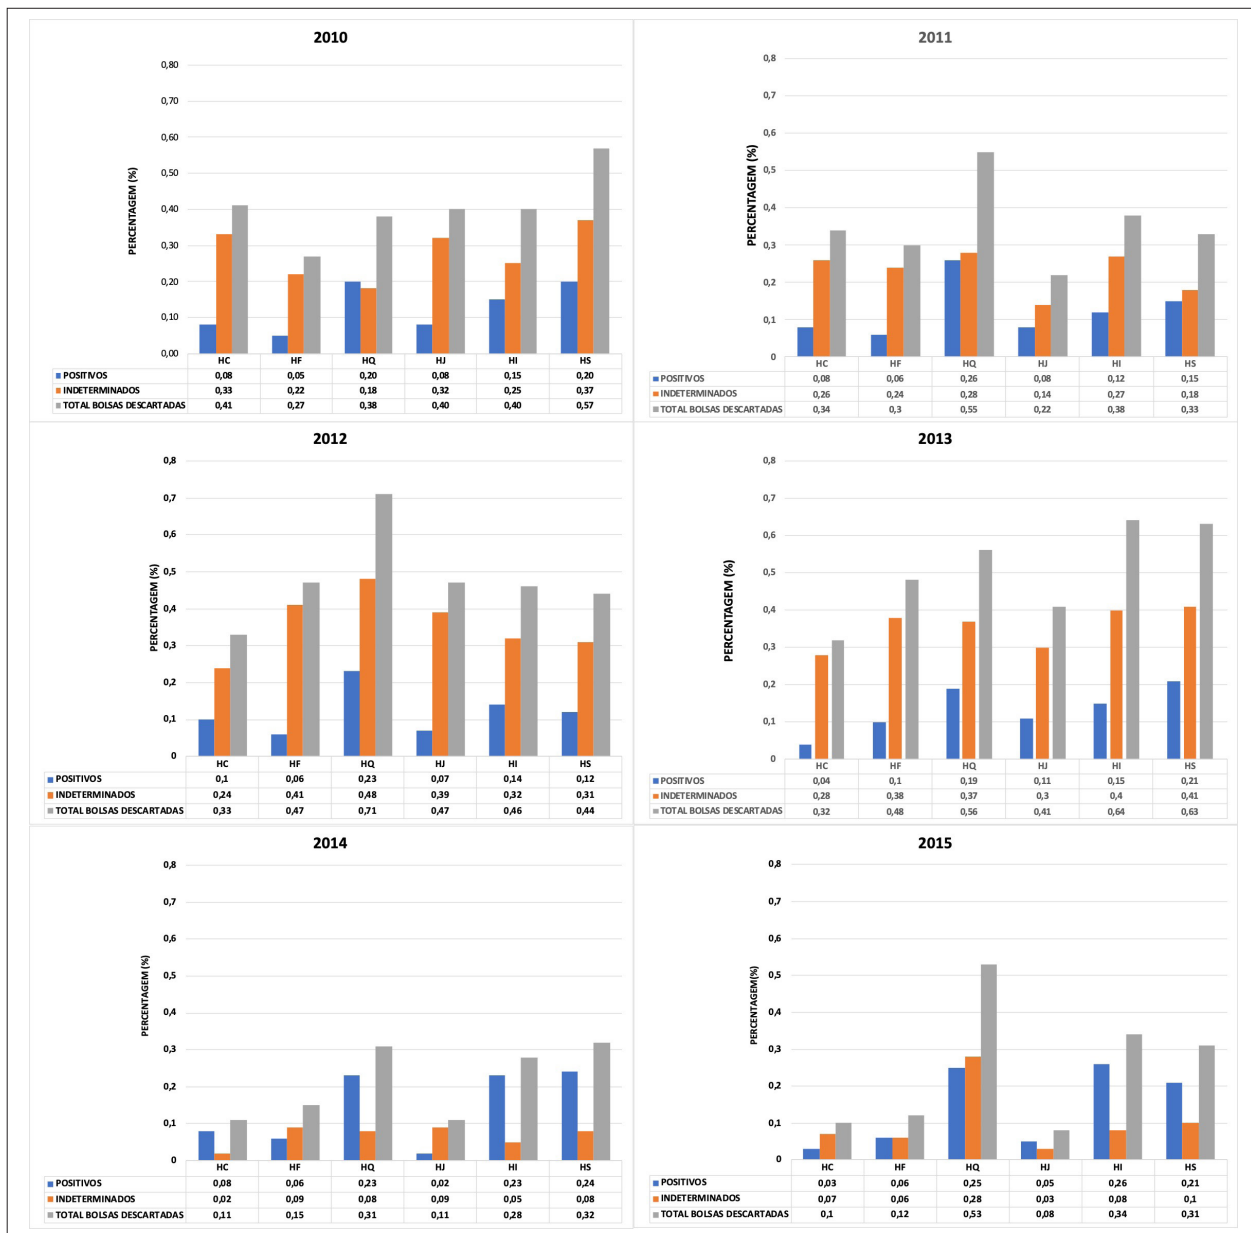 2010
0,80
0,70
0,60
0,50
0,40
0,30
0,20
0,10
0,00
PERCENTAGEM (%)
HC HF HQ HJ HI HS
POSITIVOS 0,08 0,05 0,20 0,08 0,15 0,20
INDETERMINADOS 0,33 0,22 0,18 0,32 0,25 0,37
TOTAL BOLSAS DESCARTADAS 0,41 0,27 0,38 0,40 0,40 0,57
2011
0,8
0,7
0,6
0,5
0,4
0,3
0,2
0,1
0
PERCENTAGEM (%)
HC HF HQ HJ HI HS
POSITIVOS 0,08 0,06 0,26 0,08 0,12 0,15
INDETERMINADOS 0,26 0,24 0,28 0,14 0,27 0,18
TOTAL BOLSAS DESCARTADAS 0,34 0,3 0,55 0,22 0,38 0,33
2012
0,8
0,7
0,6
0,5
0,4
0,3
0,2
0,1
0
PERCENTAGEM (%)
HC HF HQ HJ HI HS
POSITIVOS 0,1 0,06 0,23 0,07 0,14 0,12
INDETERMINADOS 0,24 0,41 0,48 0,39 0,32 0,31
TOTAL BOLSAS DESCARTADAS 0,33 0,47 0,71 0,47 0,46 0,44
2013
0,8
0,7
0,6
0,5
0,4
0,3
0,2
0,1
0
PERCENTAGEM (%)
HC HF HQ HJ HI HS
POSITIVOS 0,04 0,1 0,19 0,11 0,15 0,21
INDETERMINADOS 0,28 0,38 0,37 0,3 0,4 0,41
TOTAL BOLSAS DESCARTADAS 0,32 0,48 0,56 0,41 0,64 0,63
2014
0,8
0,7
0,6
0,5
0,4
0,3
0,2
0,1
0
PERCENTAGEM (%)
HC HF HQ HJ HI HS
POSITIVOS 0,08 0,06 0,23 0,02 0,23 0,24
INDETERMINADOS 0,02 0,09 0,08 0,09 0,05 0,08
TOTAL BOLSAS DESCARTADAS 0,11 0,15 0,31 0,11 0,28 0,32
2015
0,8
0,7
0,6
0,5
0,4
0,3
0,2
0,1
0
PERCENTAGEM(%)
HC HF HQ HJ HI HS
POSITIVOS 0,03 0,06 0,25 0,05 0,26 0,21
INDETERMINADOS 0,07 0,06 0,28 0,03 0,08 0,1
TOTAL BOLSAS DESCARTADAS 0,1 0,12 0,53 0,08 0,34 0,31